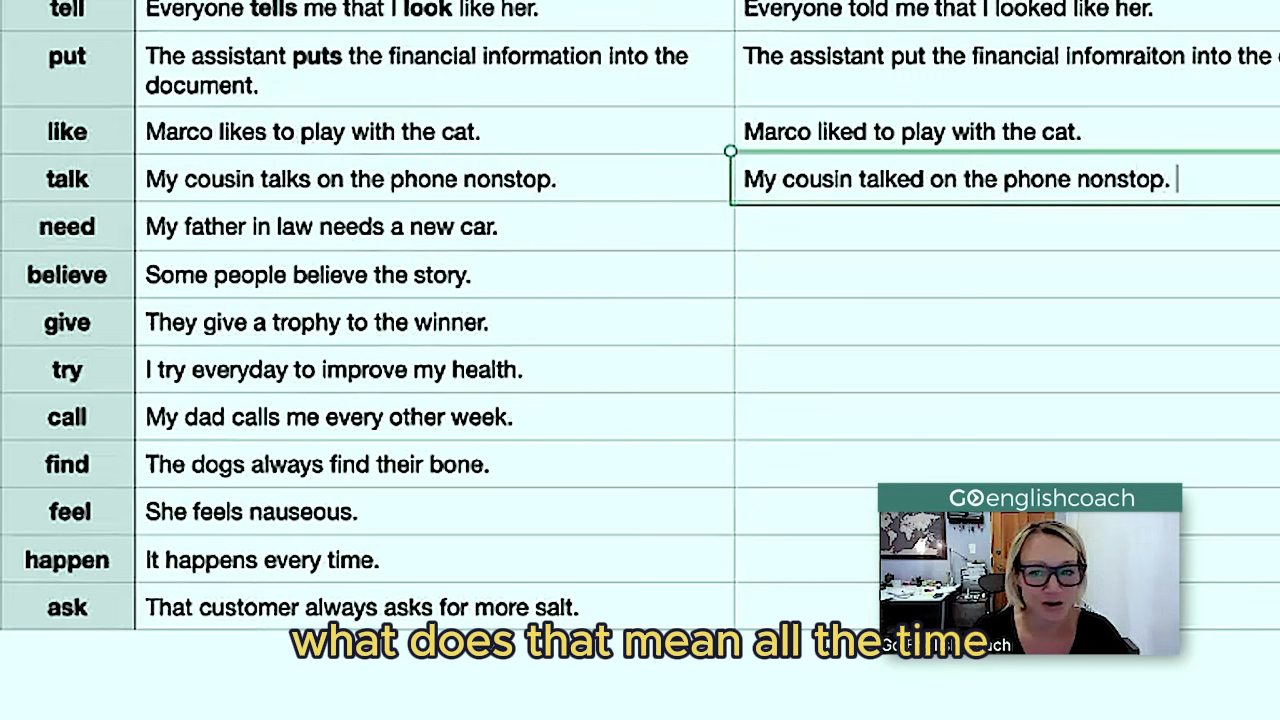 tell Everyone tells me that I look like her. Everyone told me that I looked like her.
put The assistant puts the financial information into the The assistant put the financial infomraiton into the
document.
like Marco likes to play with the cat. Marco liked to play with the cat.
talk My cousin talks on the phone nonstop. My cousin talked on the phone nonstop.
need My father in law needs a new car.
believe Some people believe the story.
give They give a trophy to the winner.
try I try everyday to improve my health.
call My dad calls me every other week.
find The dogs always find their bone.
feel She feels nauseous.
happen It happens every time.
ask That customer always asks for more salt.
GO englishcoach
what does that mean all the time